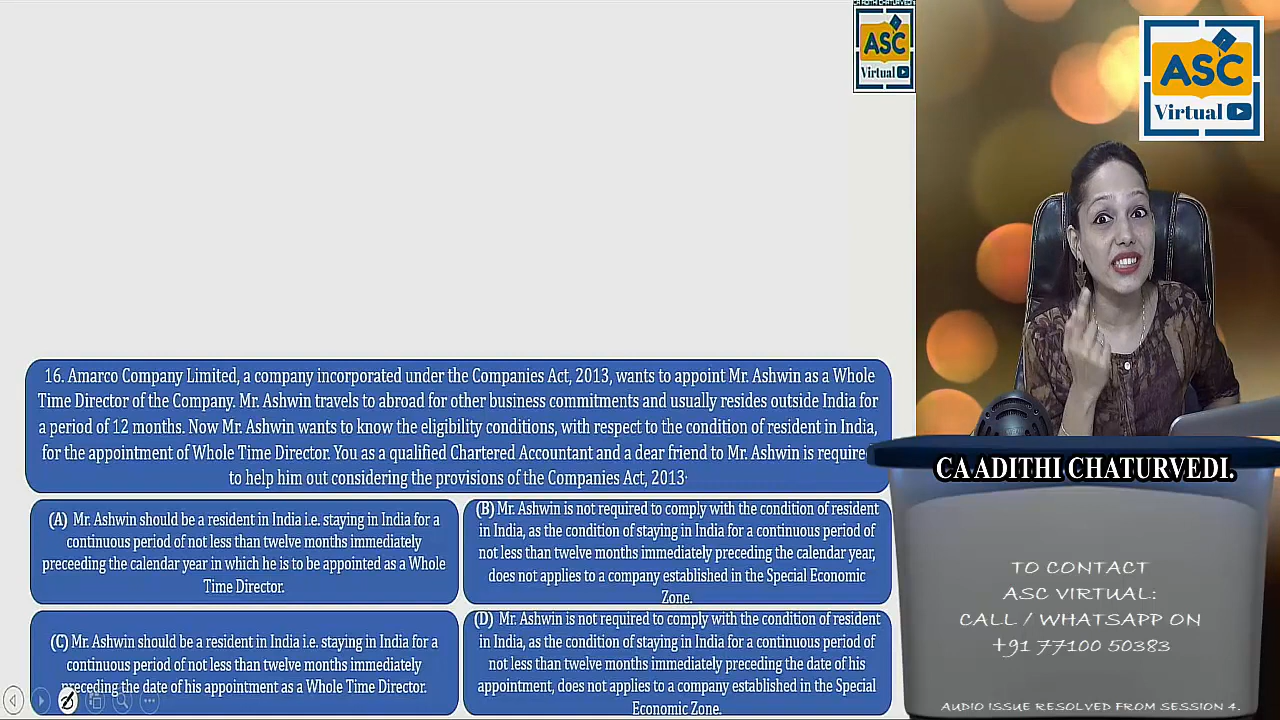 CA ADITHI CHATURVEDI
ASC
Virtual
ASC
Virtual
16. Amarco Company Limited, a company incorporated under the Companies Act, 2013, wants to appoint Mr. Ashwin as a Whole
Time Director of the Company. Mr. Ashwin travels to abroad for other business commitments and usually resides outside India for
a period of 12 months. Now Mr. Ashwin wants to know the eligibility conditions, with respect to the condition of resident in India,
for the appointment of Whole Time Director. You as a qualified Chartered Accountant and a dear friend to Mr. Ashwin is require
to help him out considering the provisions of the Companies Act, 2013.
(A) Mr. Ashwin should be a resident in India i.e. staying in India for a
continuous period of not less than twelve months immediately
preceeding the calendar year in which he is to be appointed as a Whole
Time Director.
(B) Mr. Ashwin is not required to comply with the condition of resident
in India, as the condition of staying in India for a continuous period of
not less than twelve months immediately preceding the calendar year,
does not applies to a company established in the Special Economic
Zone.
(C) Mr. Ashwin should be a resident in India i.e. staying in India for a
continuous period of not less than twelve months immediately
preceding the date of his appointment as a Whole Time Director.
(D) Mr. Ashwin is not required to comply with the condition of resident
in India, as the condition of staying in India for a continuous period of
not less than twelve months immediately preceding the date of his
appointment, does not applies to a company established in the Special
Economic Zone.
CA ADITHI CHATURVEDI.
TO CONTACT
ASC VIRTUAL:
CALL / WHATSAPP ON
+91 77100 50383
AUDIO ISSUE RESOLVED FROM SESSION 4.